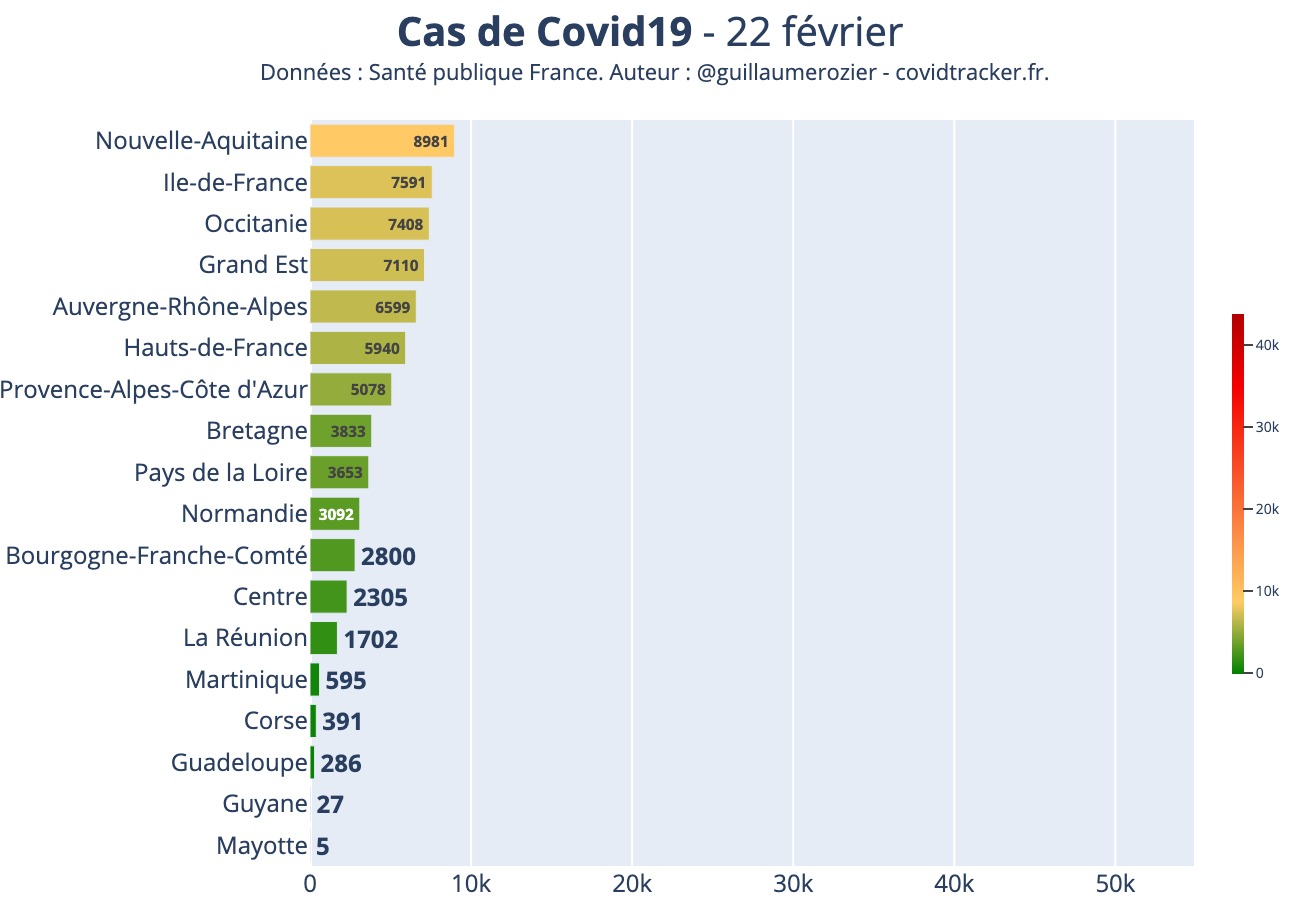 Cas de Covid19 - 22 février
Données : Santé publique France. Auteur : @guillaumerozier - covidtracker.fr.
Nouvelle-Aquitaine 8981
Ile-de-France 7591
Occitanie 7408
Grand Est 7110
Auvergne-Rhône-Alpes 6599
Hauts-de-France 5940
Provence-Alpes-Côte d'Azur 5078
Bretagne 3833
Pays de la Loire 3653
Normandie 3092
Bourgogne-Franche-Comté 2800
Centre 2305
La Réunion 1702
Martinique 595
Corse 391
Guadeloupe 286
Guyane 27
Mayotte 5
0 10k 20k 30k 40k 50k
40k
30k
20k
10k
0